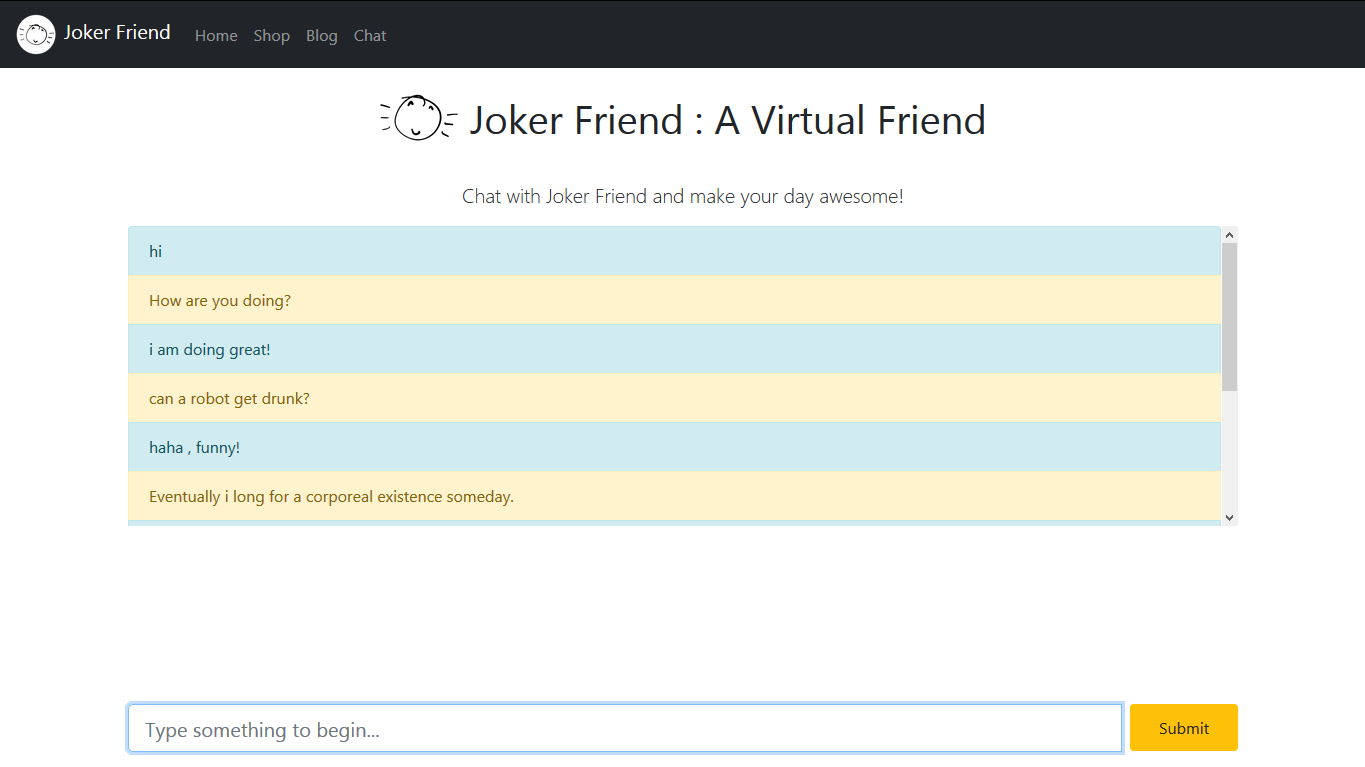 Joker Friend Home Shop Blog Chat
Joker Friend : A Virtual Friend
Chat with Joker Friend and make your day awesome!
hi
How are you doing?
i am doing great!
can a robot get drunk?
haha , funny!
Eventually i long for a corporeal existence someday.
Type something to begin... Submit